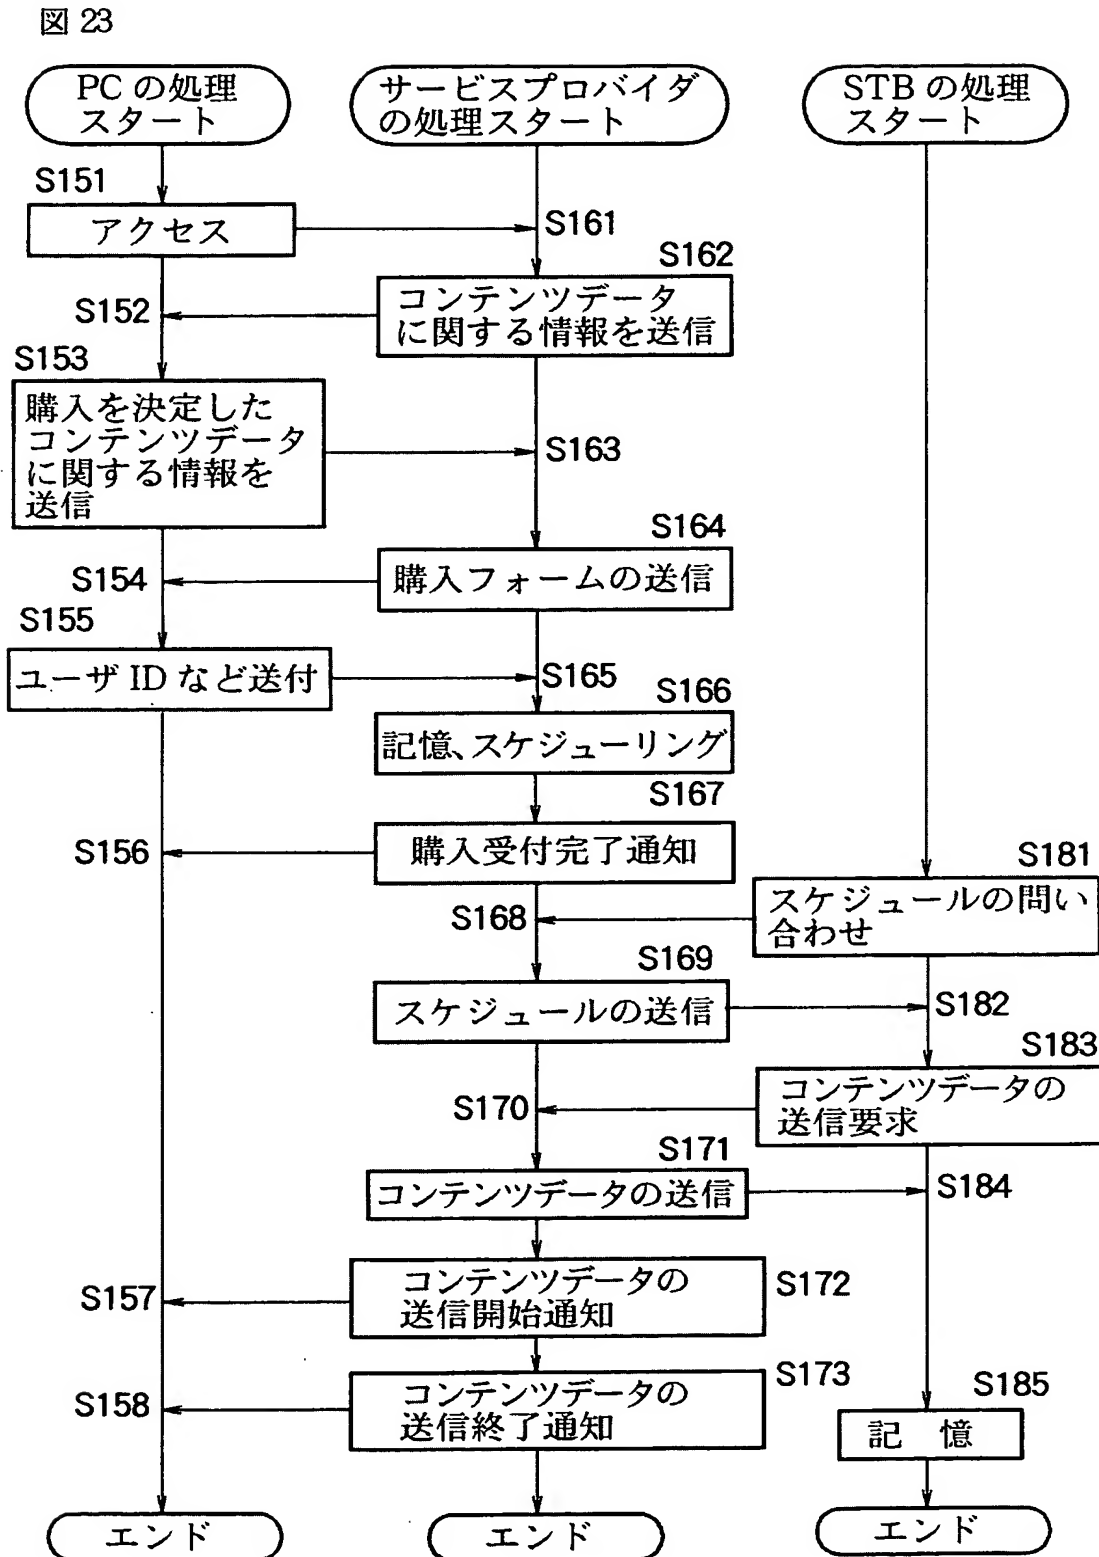 図 23
PC の処理
スタート
サービスプロバイダ
の処理スタート
STB の処理
スタート
S151
アクセス
S161
S162
コンテンツデータ
に関する情報を送信
S152
S153
購入を決定した
コンテンツデータ
に関する情報を
送信
S163
S164
購入フォームの送信
S154
S155
ユーザ ID など送付
S165
S166
記憶、スケジューリング
S167
購入受付完了通知
S156
S181
スケジュールの問い
合わせ
S168
S169
スケジュールの送信
S182
S183
コンテンツデータの
送信要求
S170
S171
コンテンツデータの送信
S184
S172
コンテンツデータの
送信開始通知
S157
S173
コンテンツデータの
送信終了通知
S158
S185
記 憶
エンド
エンド
エンド